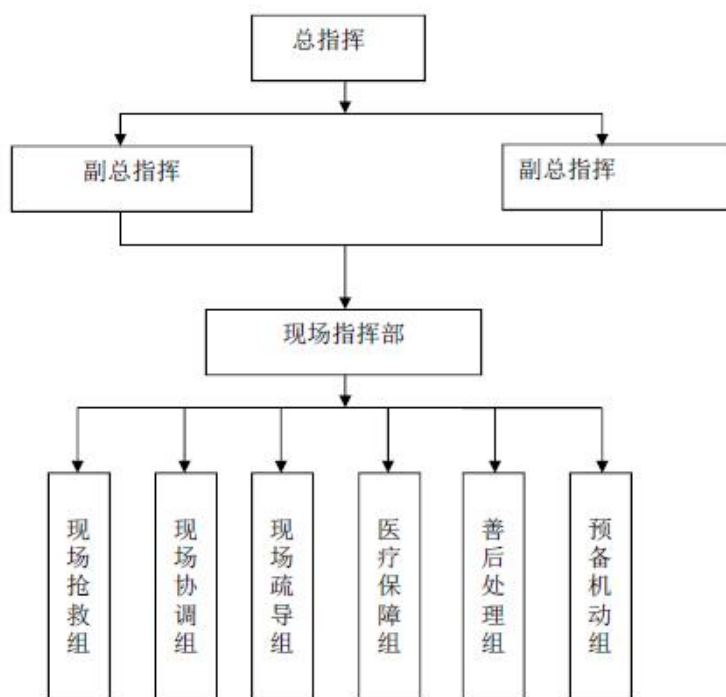 总指挥
副总指挥
副总指挥
现场指挥部
现场抢救组
现场协调组
现场疏导组
医疗保障组
善后处理组
预备机动组